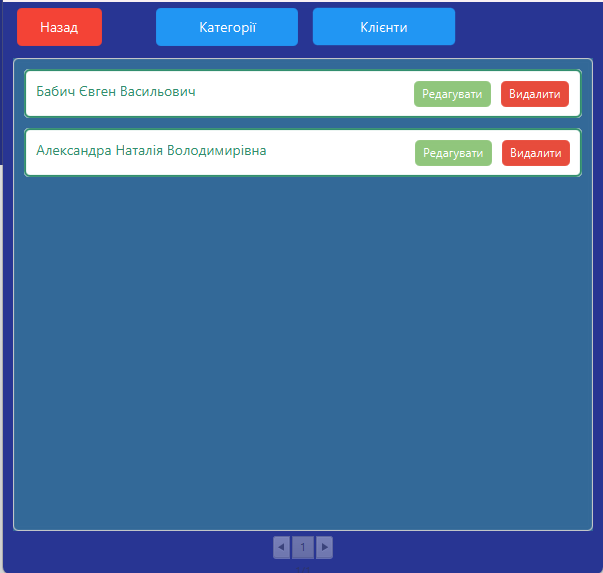 Назад Категорії Клієнти
Бабич Євген Васильович Редагувати Видалити
Александра Наталія Володимирівна Редагувати Видалити
1